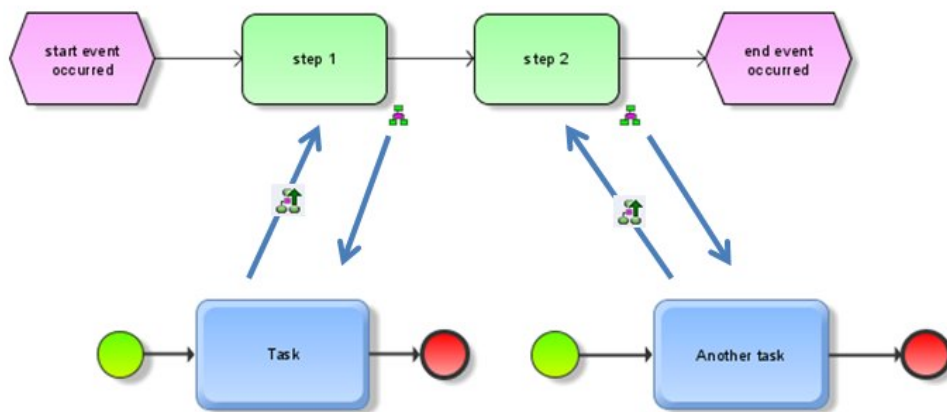 start event
occurred
step 1
step 2
end event
occurred
Task
Another task